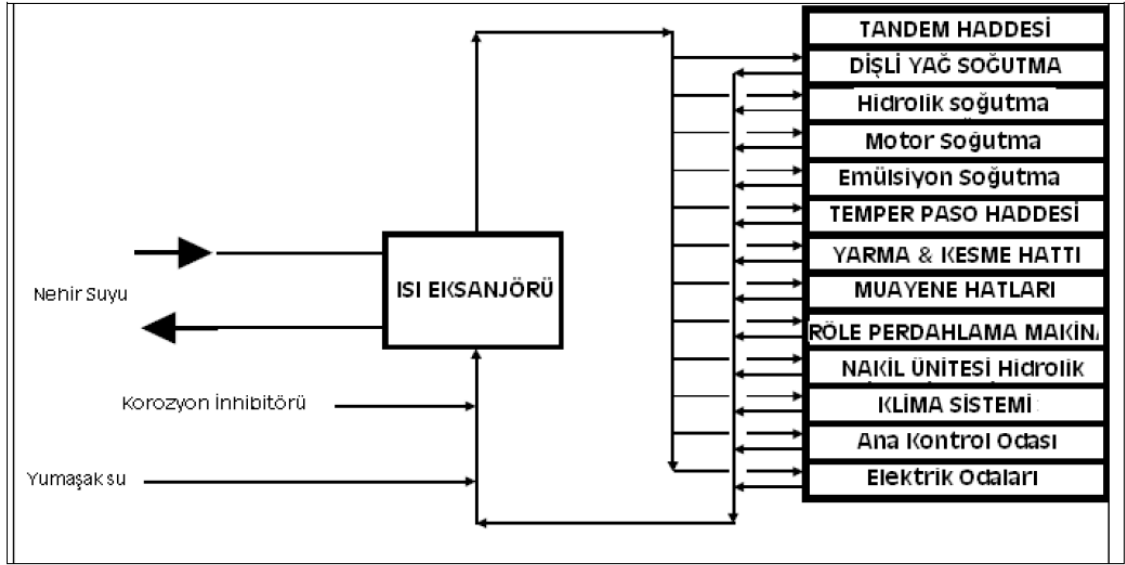 TANDEM HADDESİ
DİŞLİ YAĞ SOĞUTMA
Hidrolik soğutma
Motor Soğutma
Emülsiyon Soğutma
TEMPER PASO HADDESİ
YARMA & KESME HATTI
MUAYENE HATLARI
RÖLE PERDAHLAMA MAKİN
NAKİL ÜNİTESİ Hidrolik
KLİMA SİSTEMİ
Ana Kontrol Odası
Elektrik Odaları
ISI EKSANJÖRÜ
Nehir Suyu
Korozyon İnhibitörü
Yumaşak su